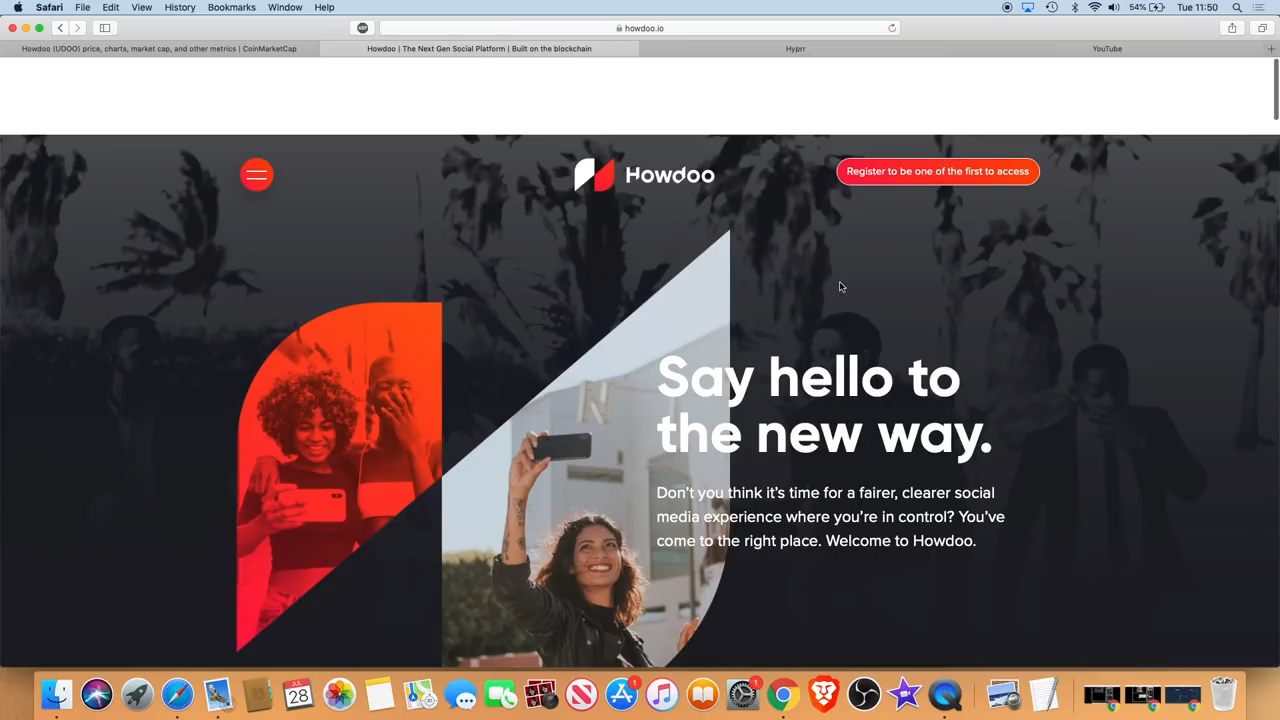 Safari File Edit View History Bookmarks Window Help 54% Tue 11:50
howdoo.io
Howdoo (UDOO) price, charts, market cap, and other metrics | CoinMarketCap
Howdoo | The Next Gen Social Platform | Built on the blockchain
Hyprr
YouTube
Howdoo
Register to be one of the first to access
N
Say hello to
the new way.
Don't you think it's time for a fairer, clearer social
media experience where you're in control? You've
come to the right place. Welcome to Howdoo.
JUL
28
1
1